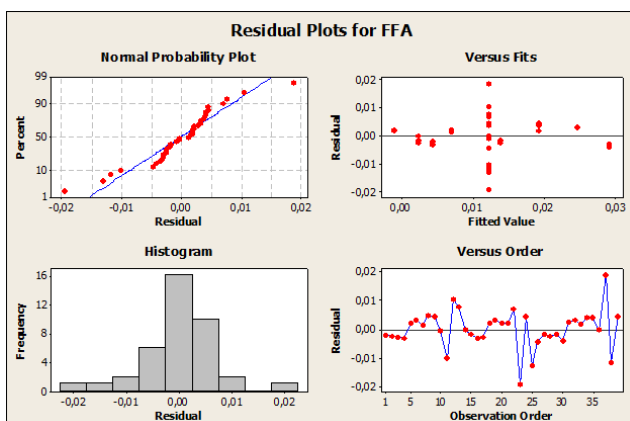 Residual Plots for FFA
Normal Probability Plot
99
90
50
10
1
Percent
-0,02 -0,01 0,00 0,01 0,02
Residual
Versus Fits
0,02
0,01
0,00
-0,01
-0,02
Residual
0,00 0,01 0,02 0,03
Fitted Value
Histogram
16
12
8
4
0
Frequency
-0,02 -0,01 0,00 0,01 0,02
Residual
Versus Order
0,02
0,01
0,00
-0,01
-0,02
Residual
1 5 10 15 20 25 30 35
Observation Order